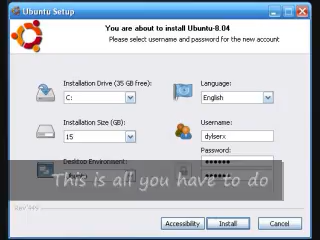 Ubuntu Setup
You are about to install Ubuntu-8.04
Please select username and password for the new account
Installation Drive (35 GB free):
C:
Language:
English
Installation Size (GB):
15
Username:
dylserx
Password:
••••••
Desktop Environment:
••••••
This is all you have to do
Accessibility
Install
Cancel